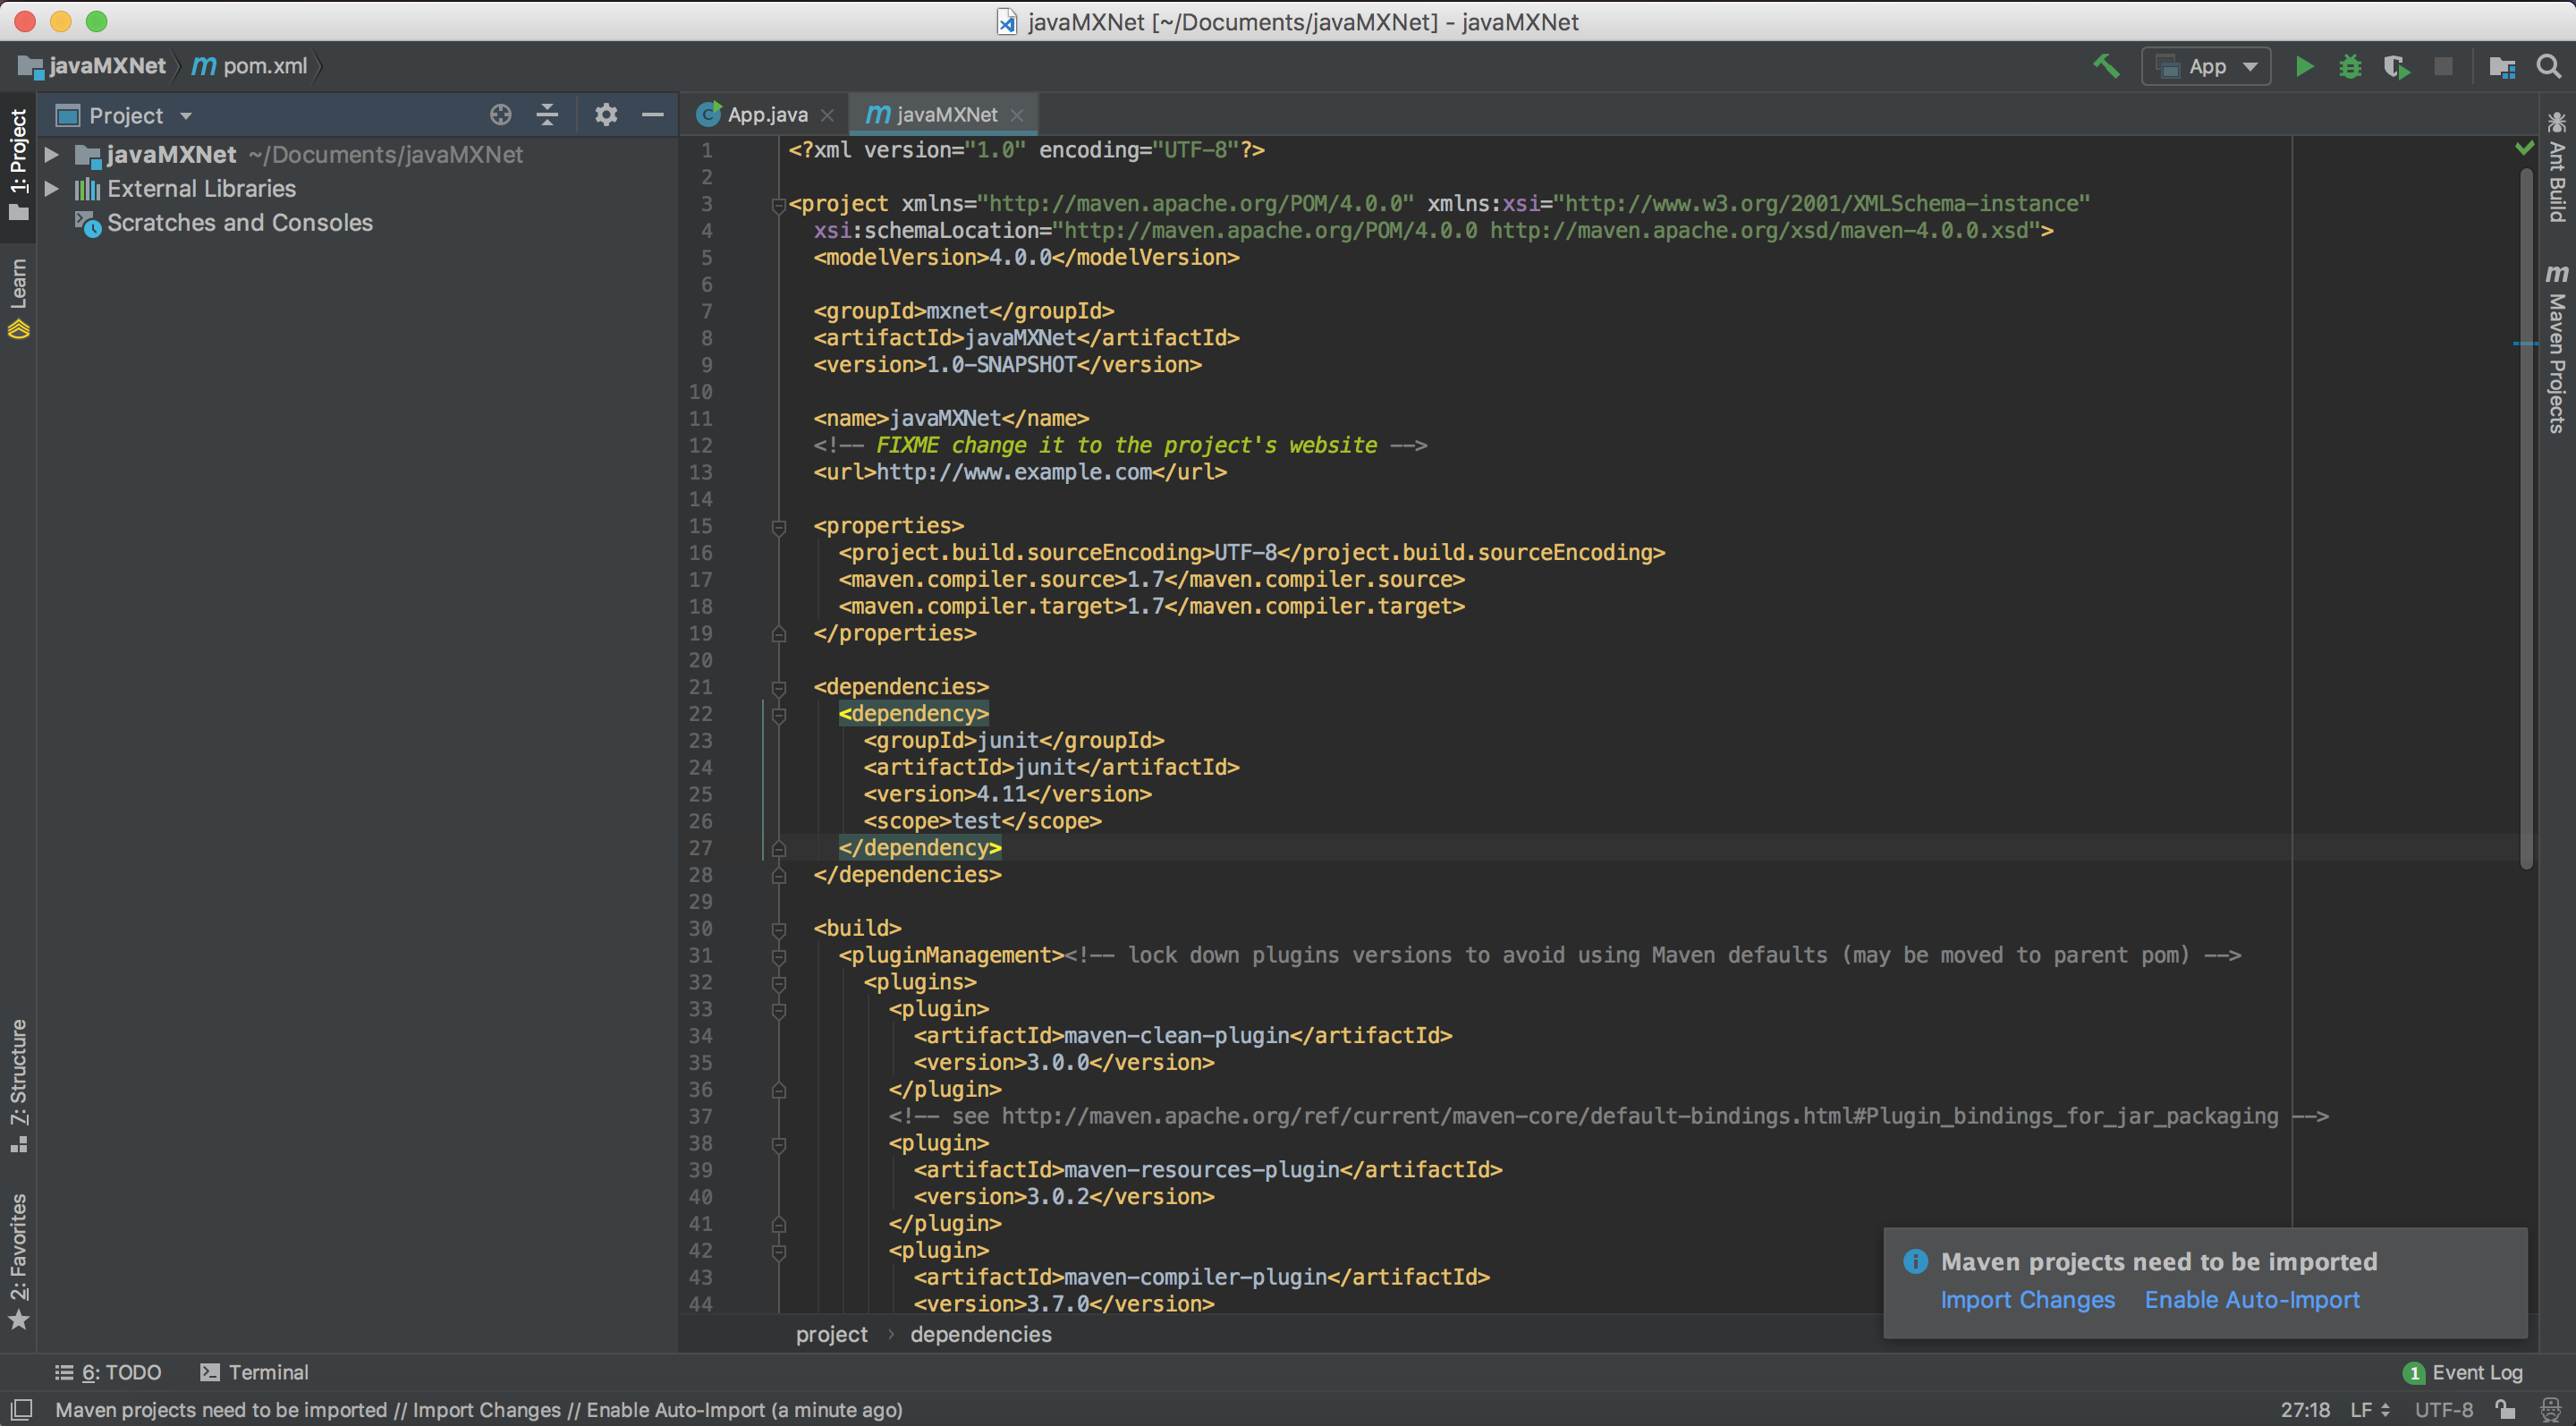 javaMXNet [~/Documents/javaMXNet] - javaMXNet
javaMXNet
pom.xml
App
Project
App.java
javaMXNet
1: Project
Learn
7: Structure
2: Favorites
javaMXNet ~/Documents/javaMXNet
External Libraries
Scratches and Consoles
1 <?xml version="1.0" encoding="UTF-8"?>
2
3 <project xmlns="http://maven.apache.org/POM/4.0.0" xmlns:xsi="http://www.w3.org/2001/XMLSchema-instance"
4 xsi:schemaLocation="http://maven.apache.org/POM/4.0.0 http://maven.apache.org/xsd/maven-4.0.0.xsd">
5 <modelVersion>4.0.0</modelVersion>
6
7 <groupId>mxnet</groupId>
8 <artifactId>javaMXNet</artifactId>
9 <version>1.0-SNAPSHOT</version>
10
11 <name>javaMXNet</name>
12 <!-- FIXME change it to the project's website -->
13 <url>http://www.example.com</url>
14
15 <properties>
16 <project.build.sourceEncoding>UTF-8</project.build.sourceEncoding>
17 <maven.compiler.source>1.7</maven.compiler.source>
18 <maven.compiler.target>1.7</maven.compiler.target>
19 </properties>
20
21 <dependencies>
22 <dependency>
23 <groupId>junit</groupId>
24 <artifactId>junit</artifactId>
25 <version>4.11</version>
26 <scope>test</scope>
27 </dependency>
28 </dependencies>
29
30 <build>
31 <pluginManagement><!-- lock down plugins versions to avoid using Maven defaults (may be moved to parent pom) -->
32 <plugins>
33 <plugin>
34 <artifactId>maven-clean-plugin</artifactId>
35 <version>3.0.0</version>
36 </plugin>
37 <!-- see http://maven.apache.org/ref/current/maven-core/default-bindings.html#Plugin_bindings_for_jar_packaging -->
38 <plugin>
39 <artifactId>maven-resources-plugin</artifactId>
40 <version>3.0.2</version>
41 </plugin>
42 <plugin>
43 <artifactId>maven-compiler-plugin</artifactId>
44 <version>3.7.0</version>
Ant Build
Maven Projects
Maven projects need to be imported
Import Changes Enable Auto-Import
project › dependencies
6: TODO
Terminal
1 Event Log
Maven projects need to be imported // Import Changes // Enable Auto-Import (a minute ago)
27:18 LF UTF-8